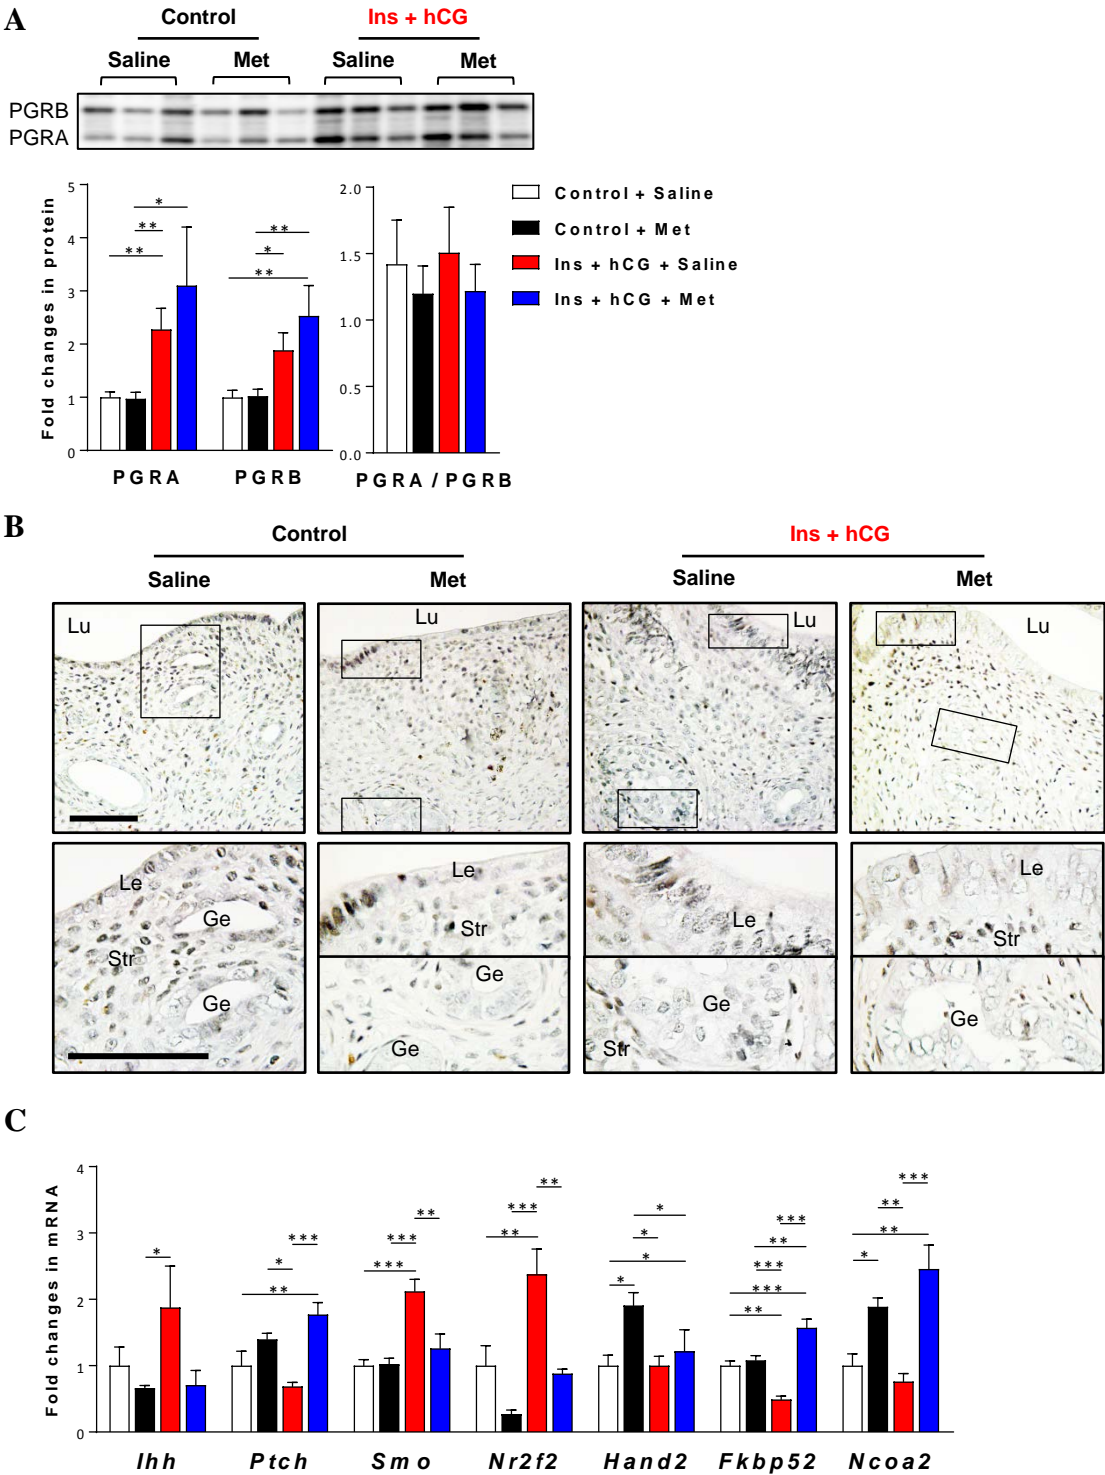 A
Control
Ins + hCG
Saline
Met
Saline
Met
PGRB
PGRA
Fold changes in protein
5
4
3
2
1
0
*
**
**
**
*
**
PGRA
PGRB
2.0
1.5
1.0
0.5
0.0
PGRA / PGRB
Control + Saline
Control + Met
Ins + hCG + Saline
Ins + hCG + Met
B
Control
Ins + hCG
Saline
Met
Saline
Met
Lu
Lu
Lu
Lu
Le
Ge
Str
Ge
Le
Str
Ge
Ge
Le
Ge
Str
Str
Ge
C
Fold changes in mRNA
4
3
2
1
0
*
***
*
**
**
***
***
**
***
**
*
*
*
*
***
**
***
***
**
***
**
**
*
Ihh
Ptch
Smo
Nr2f2
Hand2
Fkbp52
Ncoa2